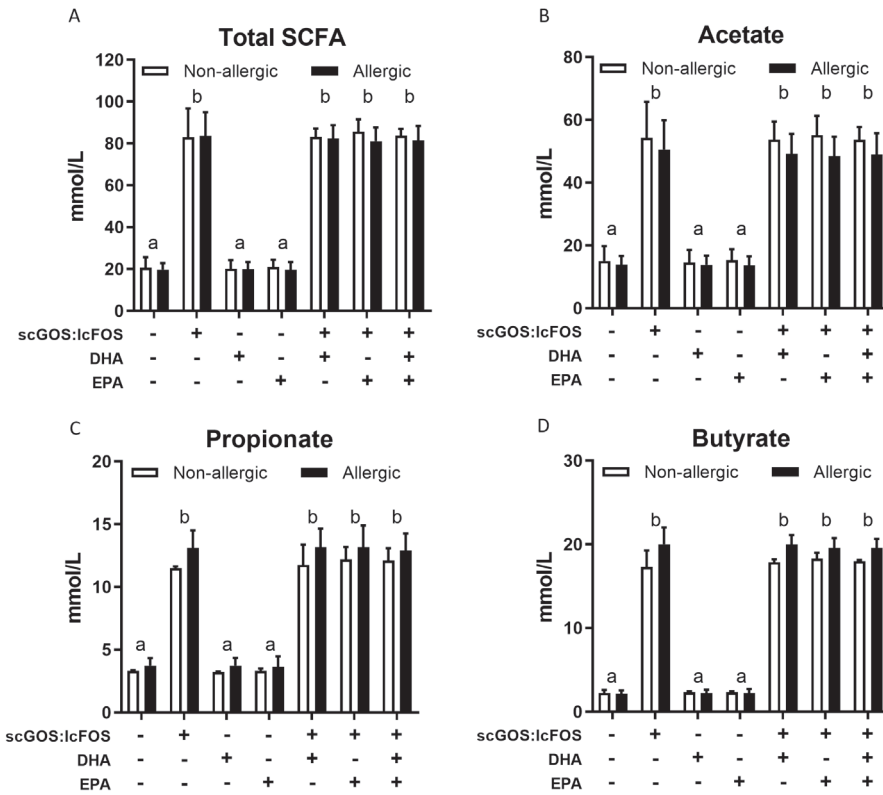 A
Total SCFA
Non-allergic Allergic
120
100
80
60
40
20
0
mmol/L
b b b b
a a a
scGOS:lcFOS - + - - + + +
DHA - - + - + - +
EPA - - - + - + +
B
Acetate
Non-allergic Allergic
80
60
40
20
0
mmol/L
b b b b
a a a
scGOS:lcFOS - + - - + + +
DHA - - + - + - +
EPA - - - + - + +
C
Propionate
Non-allergic Allergic
20
15
10
5
0
mmol/L
b b b b
a a a
scGOS:lcFOS - + - - + + +
DHA - - + - + - +
EPA - - - + - + +
D
Butyrate
Non-allergic Allergic
30
20
10
0
mmol/L
b b b b
a a a
scGOS:lcFOS - + - - + + +
DHA - - + - + - +
EPA - - - + - + +